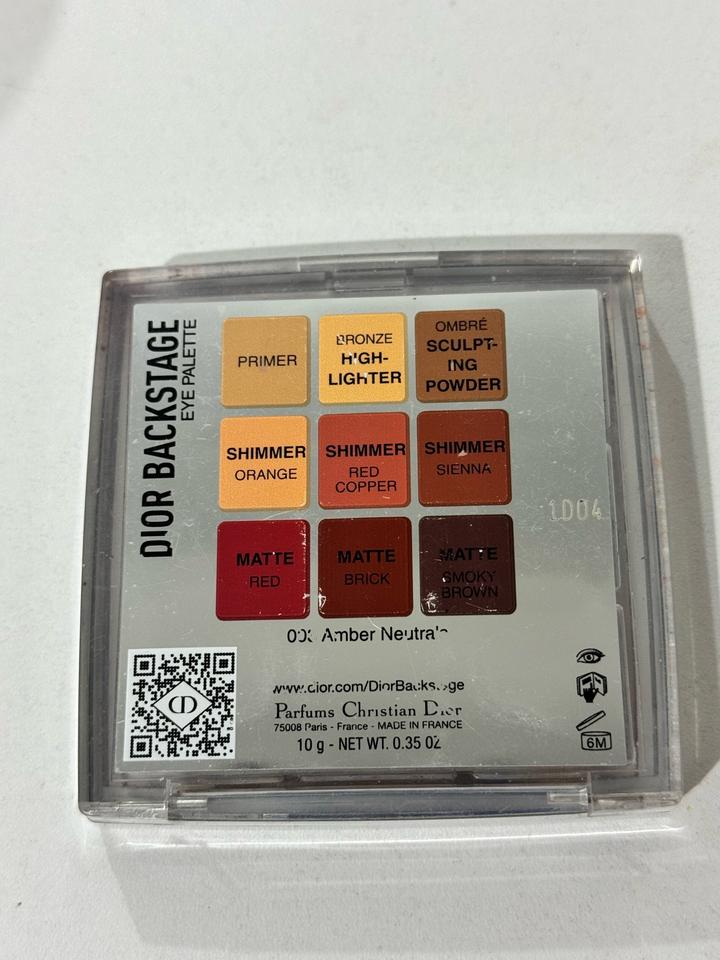 DIOR BACKSTAGE
EYE PALETTE
PRIMER
BRONZE
HIGH-
LIGHTER
OMBRÉ
SCULPT-
ING
POWDER
SHIMMER
ORANGE
SHIMMER
RED
COPPER
SHIMMER
SIENNA
MATTE
RED
MATTE
BRICK
MATTE
SMOKY
BROWN
1D04
Amber Neutrals
www.dior.com/DiorBackstage
Parfums Christian Dior
75008 Paris - France - MADE IN FRANCE
10 g - NET WT. 0.35 OZ
CD
6M